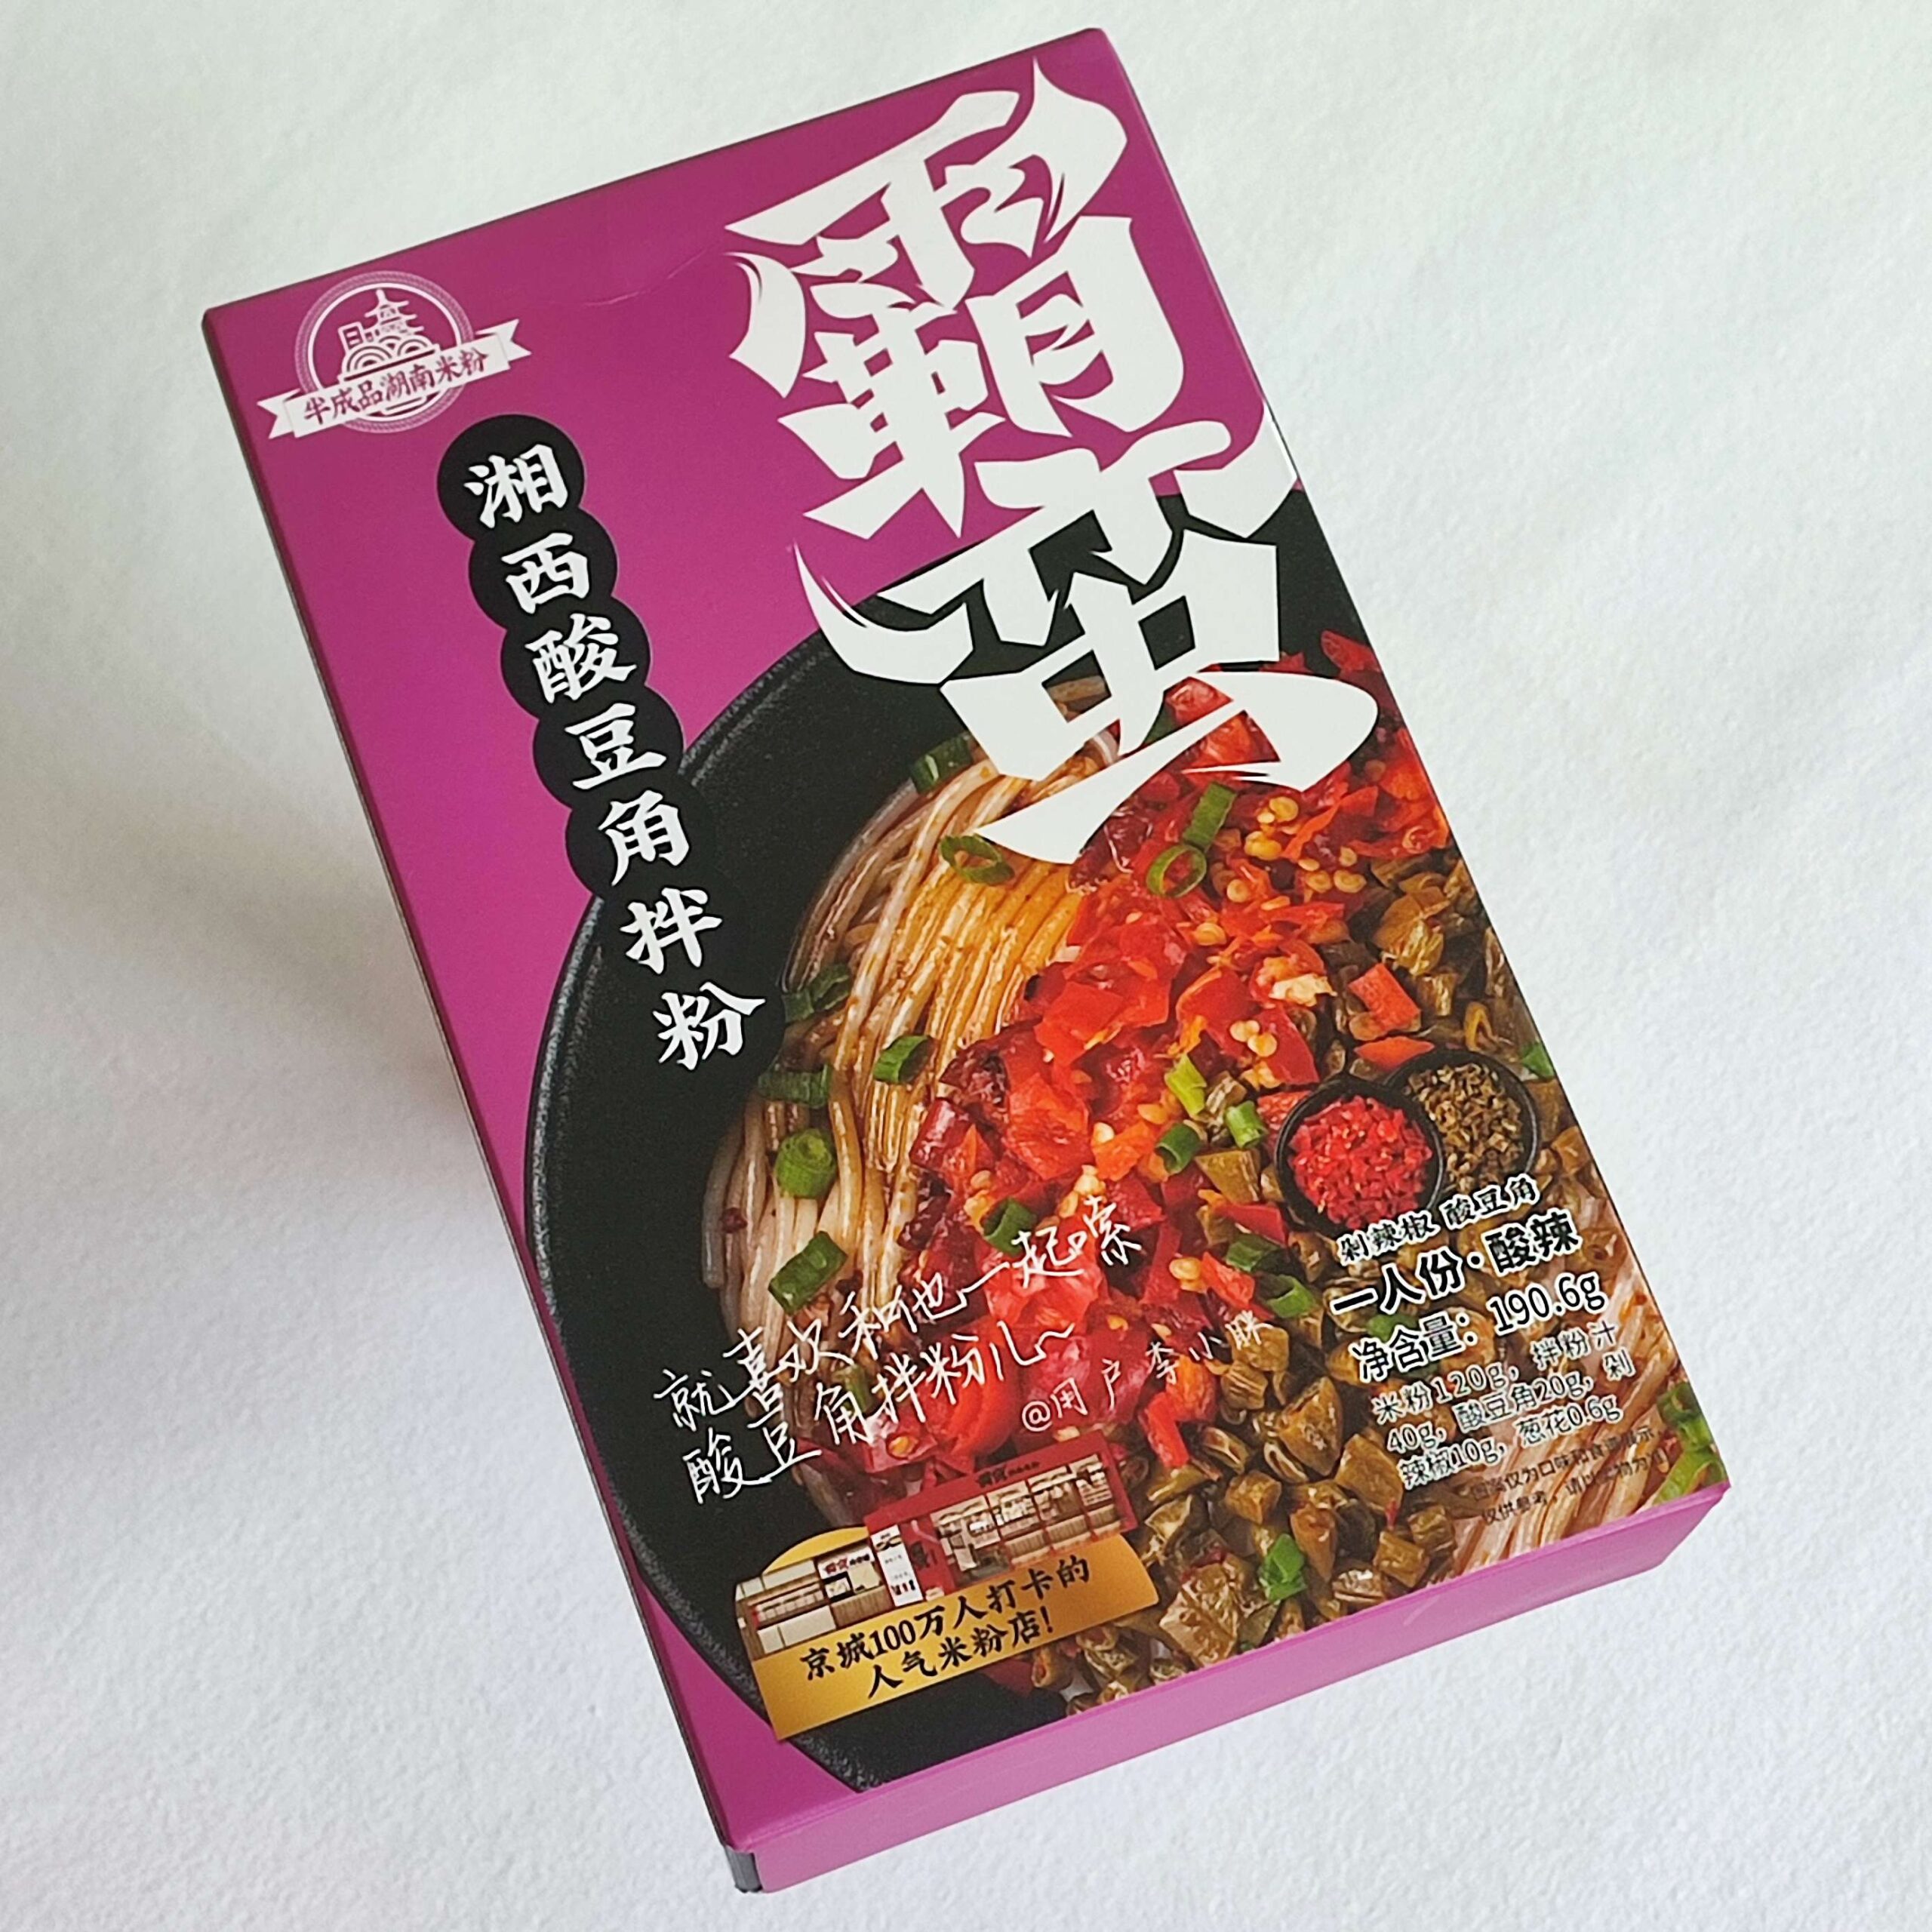 霸蛮
半成品湖南米粉
湘西酸豆角拌粉
剁辣椒 酸豆角
一人份·酸辣
净含量：190.6g
米粉120g，拌粉汁
40g，酸豆角20g，剁
辣椒10g，葱花0.6g
就喜欢和他一起嗦
酸豆角拌粉儿~
@用户李小胖
京城100万人打卡的
人气米粉店！